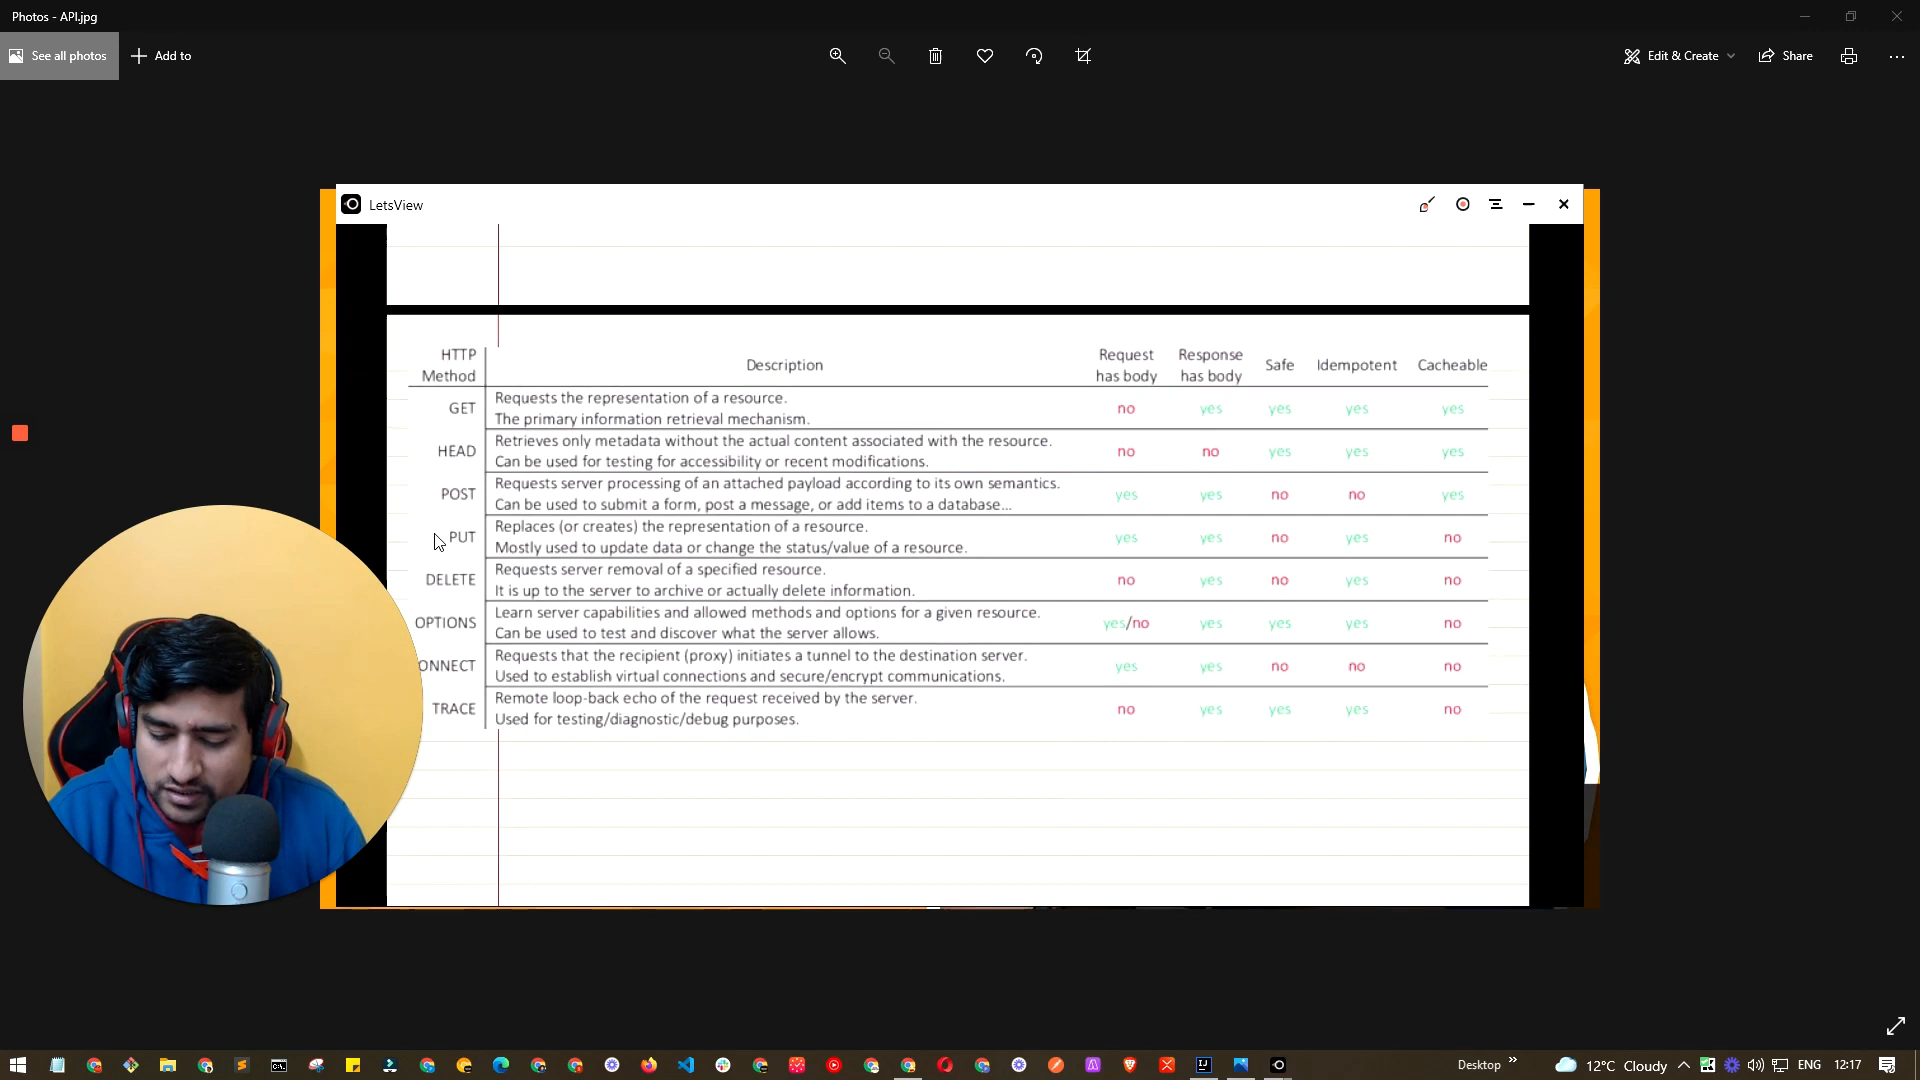 Photos - API.jpg
See all photos
Add to
Edit & Create
Share
LetsView
HTTP Method Description Request has body Response has body Safe Idempotent Cacheable
GET Requests the representation of a resource. no yes yes yes yes
The primary information retrieval mechanism.
HEAD Retrieves only metadata without the actual content associated with the resource. no no yes yes yes
Can be used for testing for accessibility or recent modifications.
POST Requests server processing of an attached payload according to its own semantics. yes yes no no yes
Can be used to submit a form, post a message, or add items to a database...
PUT Replaces (or creates) the representation of a resource. yes yes no yes no
Mostly used to update data or change the status/value of a resource.
DELETE Requests server removal of a specified resource. no yes no yes no
It is up to the server to archive or actually delete information.
OPTIONS Learn server capabilities and allowed methods and options for a given resource. yes/no yes yes yes no
Can be used to test and discover what the server allows.
ONNECT Requests that the recipient (proxy) initiates a tunnel to the destination server. yes yes no no no
Used to establish virtual connections and secure/encrypt communications.
TRACE Remote loop-back echo of the request received by the server. no yes yes yes no
Used for testing/diagnostic/debug purposes.
Desktop
12°C Cloudy
ENG
12:17